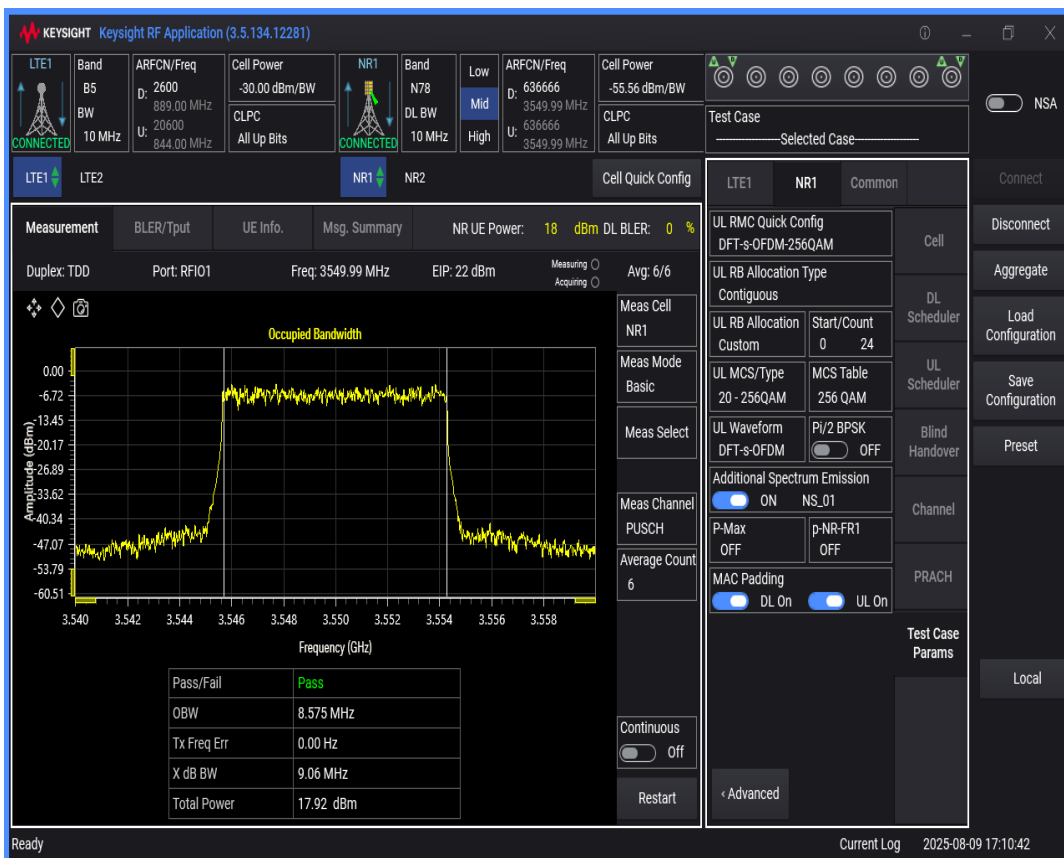 KEYSIGHT Keysight RF Application (3.5.134.12281)
LTE1 Band B5 BW 10 MHz
ARFCN/Freq D: 2600 889.00 MHz U: 20600 844.00 MHz
Cell Power -30.00 dBm/BW CLPC All Up Bits
CONNECTED
NR1 Band N78 DL BW 10 MHz
Low Mid High
ARFCN/Freq D: 636666 3549.99 MHz U: 636666 3549.99 MHz
Cell Power -55.56 dBm/BW CLPC All Up Bits
CONNECTED
Test Case
---------------Selected Case---------------
NSA
LTE1 LTE2 NR1 NR2 Cell Quick Config
Measurement BLER/Tput UE Info. Msg. Summary NR UE Power: 18 dBm DL BLER: 0 %
Duplex: TDD Port: RFIO1 Freq: 3549.99 MHz EIP: 22 dBm Measuring Acquiring Avg: 6/6
Occupied Bandwidth
Amplitude (dBm)
0.00
-6.72
-13.45
-20.17
-26.89
-33.62
-40.34
-47.07
-53.79
-60.51
3.540 3.542 3.544 3.546 3.548 3.550 3.552 3.554 3.556 3.558
Frequency (GHz)
Pass/Fail Pass
OBW 8.575 MHz
Tx Freq Err 0.00 Hz
X dB BW 9.06 MHz
Total Power 17.92 dBm
Meas Cell
NR1
Meas Mode
Basic
Meas Select
Meas Channel
PUSCH
Average Count
6
Continuous
Off
Restart
LTE1 NR1 Common
UL RMC Quick Config
DFT-s-OFDM-256QAM
UL RB Allocation Type
Contiguous
UL RB Allocation Start/Count
Custom 0 24
UL MCS/Type MCS Table
20 - 256QAM 256 QAM
UL Waveform Pi/2 BPSK
DFT-s-OFDM OFF
Additional Spectrum Emission
ON NS_01
P-Max p-NR-FR1
OFF OFF
MAC Padding
DL On UL On
‹ Advanced
Cell
DL Scheduler
UL Scheduler
Blind Handover
Channel
PRACH
Test Case Params
Connect
Disconnect
Aggregate
Load Configuration
Save Configuration
Preset
Local
Ready Current Log 2025-08-09 17:10:42